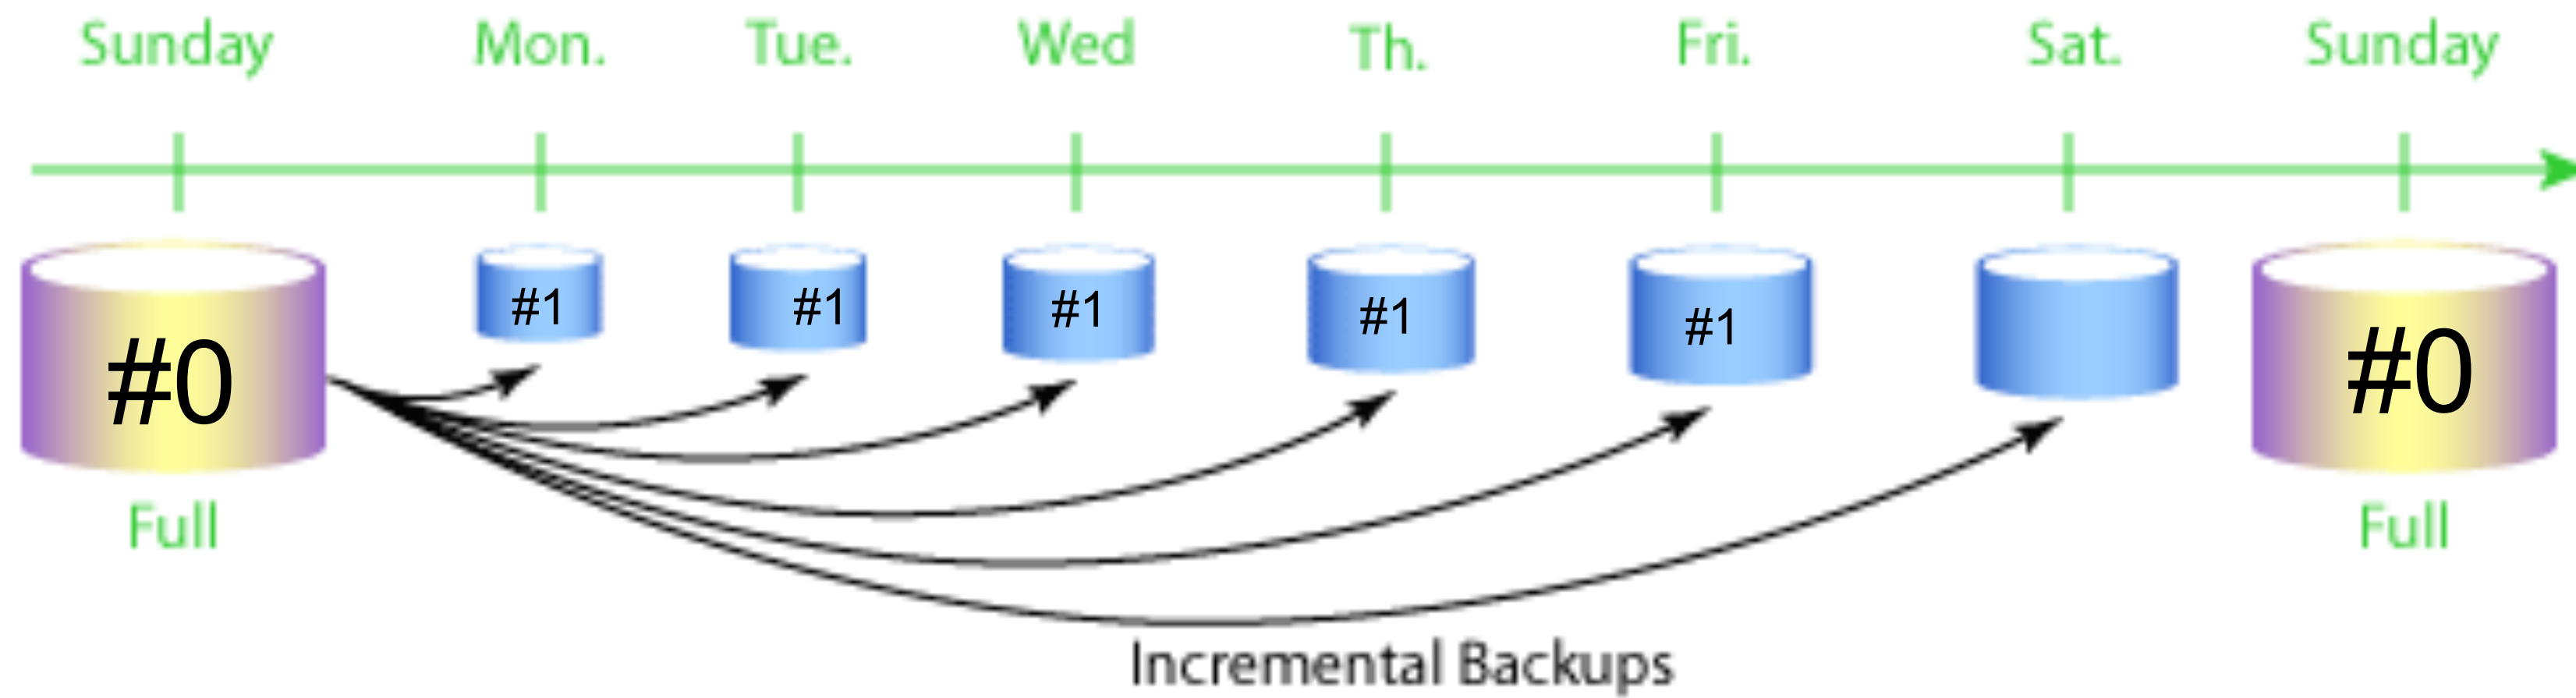 Sunday Mon. Tue. Wed Th. Fri. Sat. Sunday
#0 #1 #1 #1 #1 #1 #0
Full Full
Incremental Backups